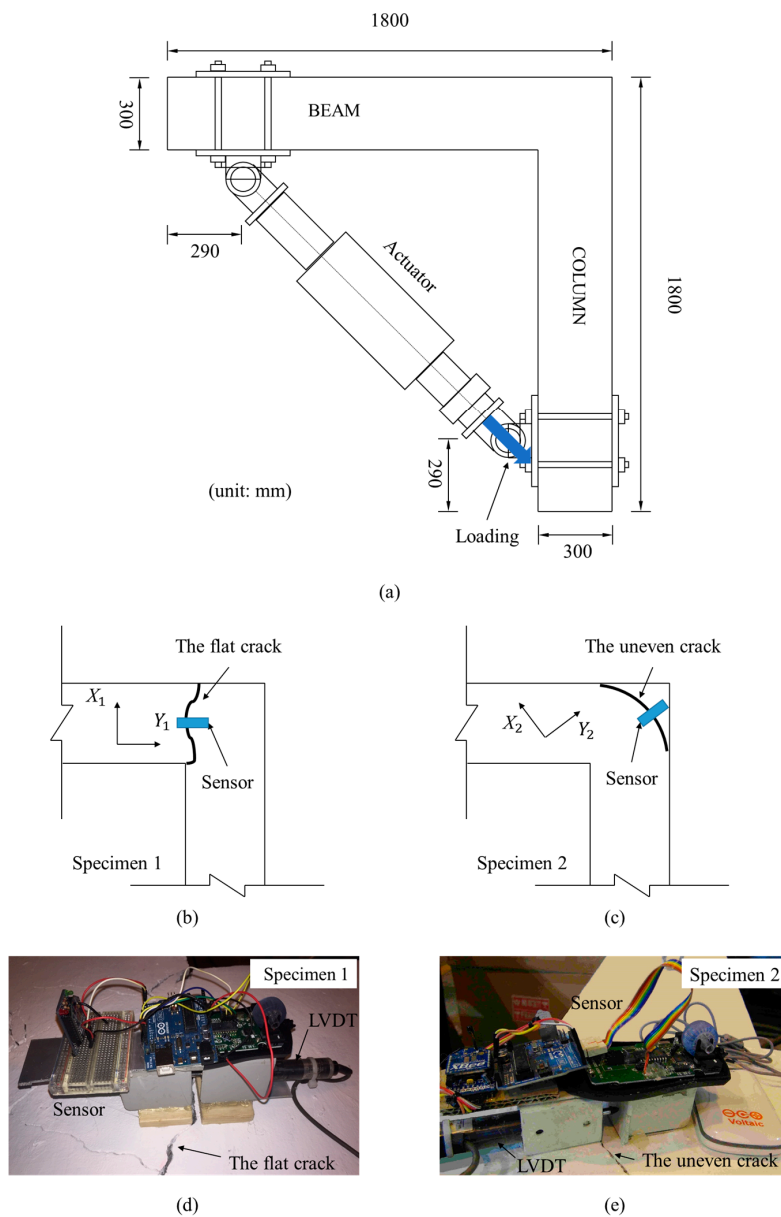 1800
300
BEAM
290
Actuator
COLUMN
1800
290
(unit: mm)
Loading
300
(a)
The flat crack
X₁
Y₁
Sensor
Specimen 1
(b)
The uneven crack
X₂
Y₂
Sensor
Specimen 2
(c)
Specimen 1
LVDT
Sensor
The flat crack
(d)
Specimen 2
Sensor
Voltaic
LVDT
The uneven crack
(e)